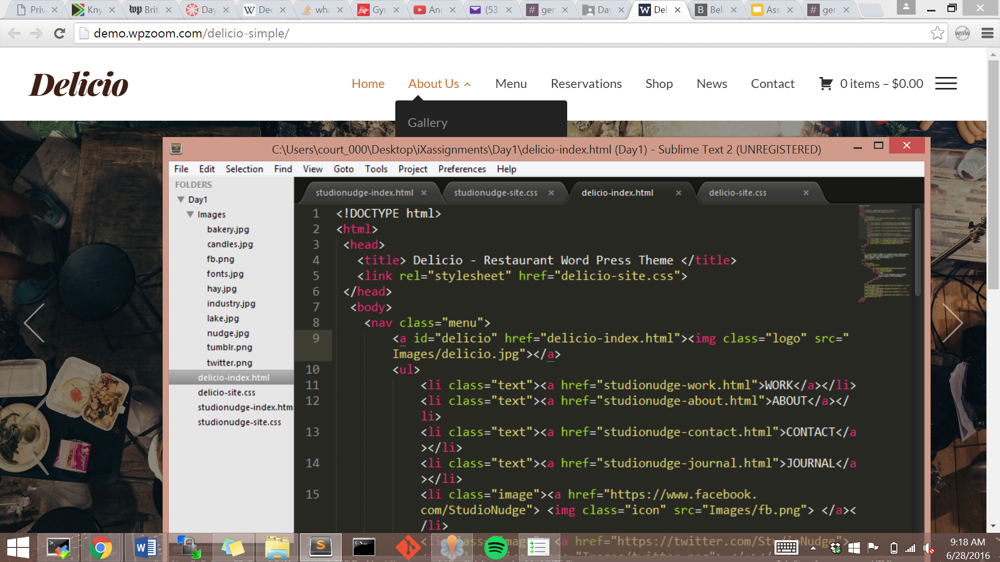 Priv
Kny
wp Brit
Day
W Dec
wha
Gyr
Anc
(53
# ger
Day
W Del
B Bel
Ass
# ger
demo.wpzoom.com/delicio-simple/
www
Delicio
Home
About Us
Menu
Reservations
Shop
News
Contact
0 items – $0.00
Gallery
C:\Users\court_000\Desktop\iXassignments\Day1\delicio-index.html (Day1) - Sublime Text 2 (UNREGISTERED)
File Edit Selection Find View Goto Tools Project Preferences Help
FOLDERS
Day1
Images
bakery.jpg
candles.jpg
fb.png
fonts.jpg
hay.jpg
industry.jpg
lake.jpg
nudge.jpg
tumblr.png
twitter.png
delicio-index.html
delicio-site.css
studionudge-index.htm
studionudge-site.css
studionudge-index.html
studionudge-site.css
delicio-index.html
delicio-site.css
1 <!DOCTYPE html>
2 <html>
3 <head>
4 <title> Delicio - Restaurant Word Press Theme </title>
5 <link rel="stylesheet" href="delicio-site.css">
6 </head>
7 <body>
8 <nav class="menu">
9 <a id="delicio" href="delicio-index.html"><img class="logo" src="
Images/delicio.jpg"></a>
10 <ul>
11 <li class="text"><a href="studionudge-work.html">WORK</a></li>
12 <li class="text"><a href="studionudge-about.html">ABOUT</a></
li>
13 <li class="text"><a href="studionudge-contact.html">CONTACT</a
></li>
14 <li class="text"><a href="studionudge-journal.html">JOURNAL</a
></li>
15 <li class="image"><a href="https://www.facebook.
com/StudioNudge"> <img class="icon" src="Images/fb.png"> </a><
/li>
<li class="image"><a href="https://twitter.com/StudioNudge">
9:18 AM
6/28/2016